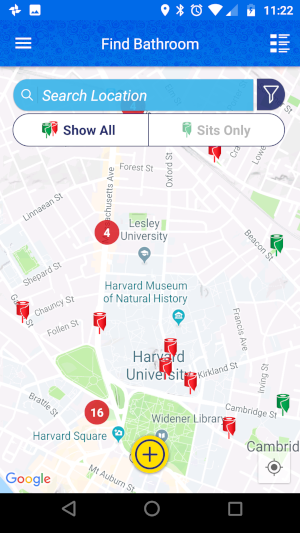 11:22
Find Bathroom
Search Location
Show All
Sits Only
Forest St
Oxford St
Linnaean St
Massachusetts Ave
4
Lesley
University
Beacon St
Shepard St
Harvard Museum
of Natural History
Chauncy St
Follen St
Francis Ave
Harvard
University
Kirkland St
Irving St
Brattle St
16
Cambridge St
Widener Library
Harvard Square
Cambrid
Google
Mt Auburn St